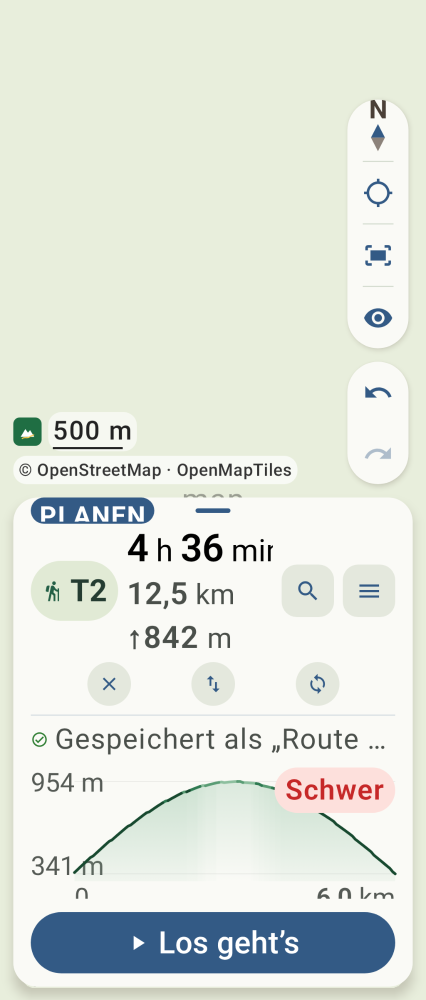 N
500 m
© OpenStreetMap · OpenMapTiles
PLANEN
4 h 36 min
T2
12,5 km
↑842 m
Gespeichert als „Route ...
954 m
Schwer
341 m
0
6,0 km
Los geht’s